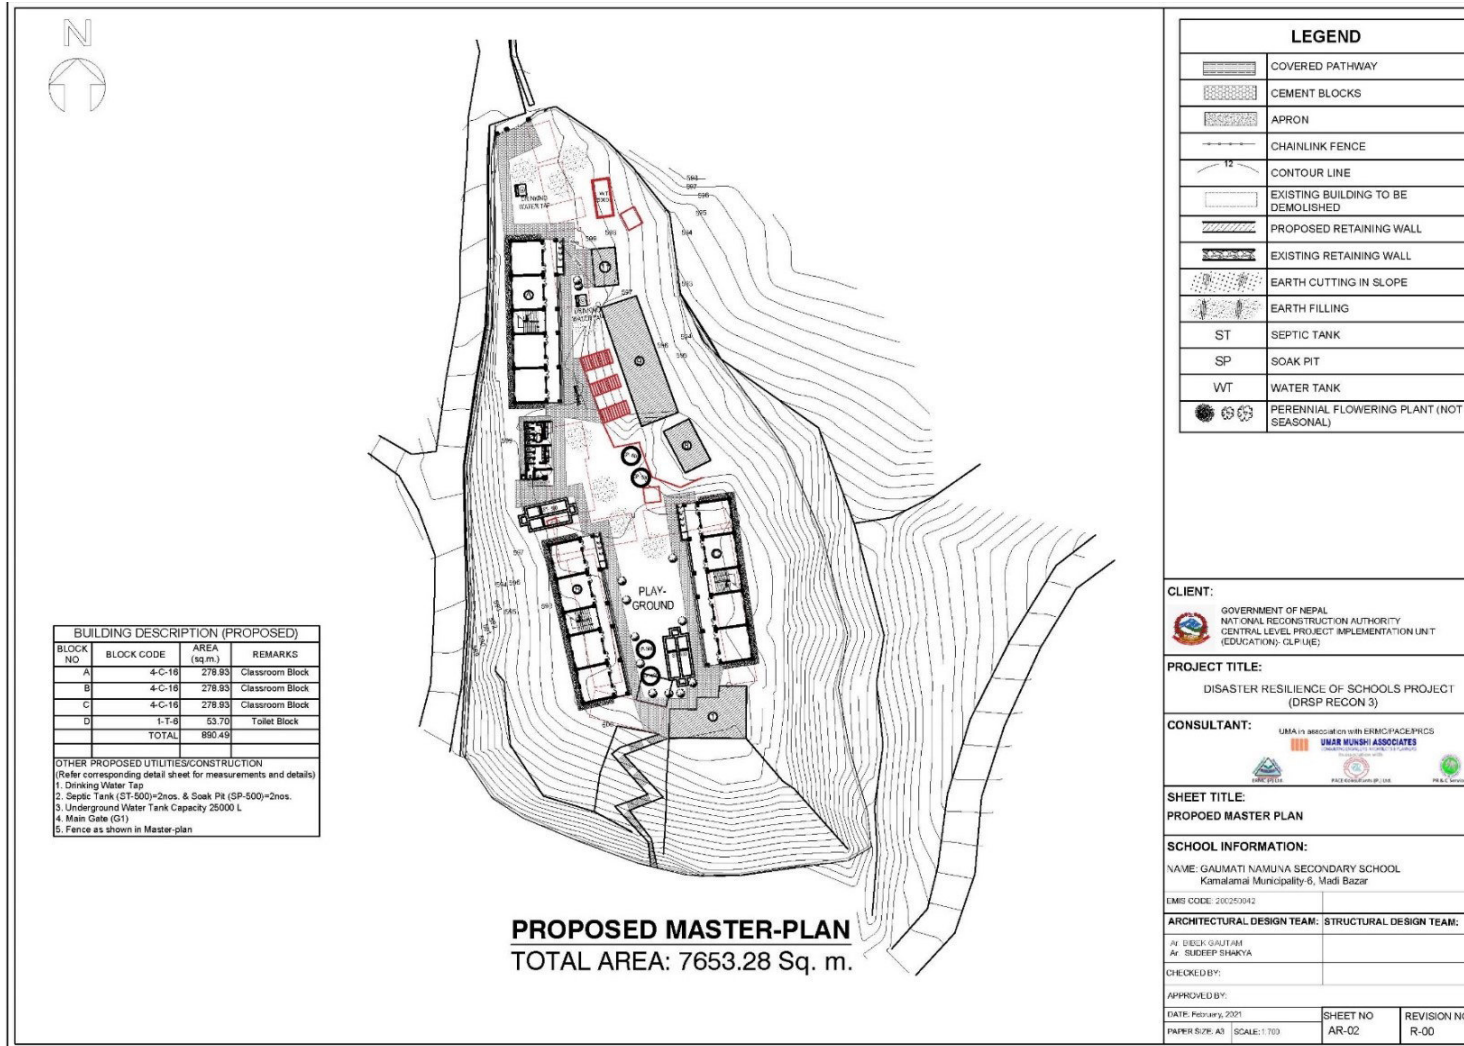 N
PLAY-
GROUND
BUILDING DESCRIPTION (PROPOSED)
BLOCK NO BLOCK CODE AREA (sq.m.) REMARKS
A 4-C-16 278.93 Classroom Block
B 4-C-16 278.93 Classroom Block
C 4-C-16 278.93 Classroom Block
D 1-T-6 53.70 Toilet Block
TOTAL 890.49
OTHER PROPOSED UTILITIES/CONSTRUCTION
(Refer corresponding detail sheet for measurements and details)
1. Drinking Water Tap
2. Septic Tank (ST-500)=2nos. & Soak Pit (SP-500)=2nos.
3. Underground Water Tank Capacity 25000 L
4. Main Gate (G1)
5. Fence as shown in Master-plan
PROPOSED MASTER-PLAN
TOTAL AREA: 7653.28 Sq. m.
LEGEND
COVERED PATHWAY
CEMENT BLOCKS
APRON
CHAINLINK FENCE
12 CONTOUR LINE
EXISTING BUILDING TO BE
DEMOLISHED
PROPOSED RETAINING WALL
EXISTING RETAINING WALL
EARTH CUTTING IN SLOPE
EARTH FILLING
ST SEPTIC TANK
SP SOAK PIT
WT WATER TANK
PERENNIAL FLOWERING PLANT (NOT
SEASONAL)
CLIENT:
GOVERNMENT OF NEPAL
NATIONAL RECONSTRUCTION AUTHORITY
CENTRAL LEVEL PROJECT IMPLEMENTATION UNIT
(EDUCATION)- CLPIU(E)
PROJECT TITLE:
DISASTER RESILIENCE OF SCHOOLS PROJECT
(DRSP RECON 3)
CONSULTANT:
UMA in association with ERMC/PACE/PRCS
UMAR MUNSHI ASSOCIATES
SHEET TITLE:
PROPOED MASTER PLAN
SCHOOL INFORMATION:
NAME: GAUMATI NAMUNA SECONDARY SCHOOL
Kamalamai Municipality-6, Madi Bazar
EMIS CODE: 200250042
ARCHITECTURAL DESIGN TEAM: STRUCTURAL DESIGN TEAM:
Ar. BIBEK GAUTAM
Ar. SUDEEP SHAKYA
CHECKED BY:
APPROVED BY:
DATE: February, 2021
PAPER SIZE: A3 SCALE: 1:700
SHEET NO
AR-02
REVISION NO
R-00